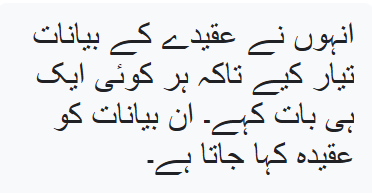 انہوں نے عقیدے کے بیانات
تیار کیے تاکہ ہر کوئی ایک
ہی بات کہے۔ ان بیانات کو
عقیدہ کہا جاتا ہے۔